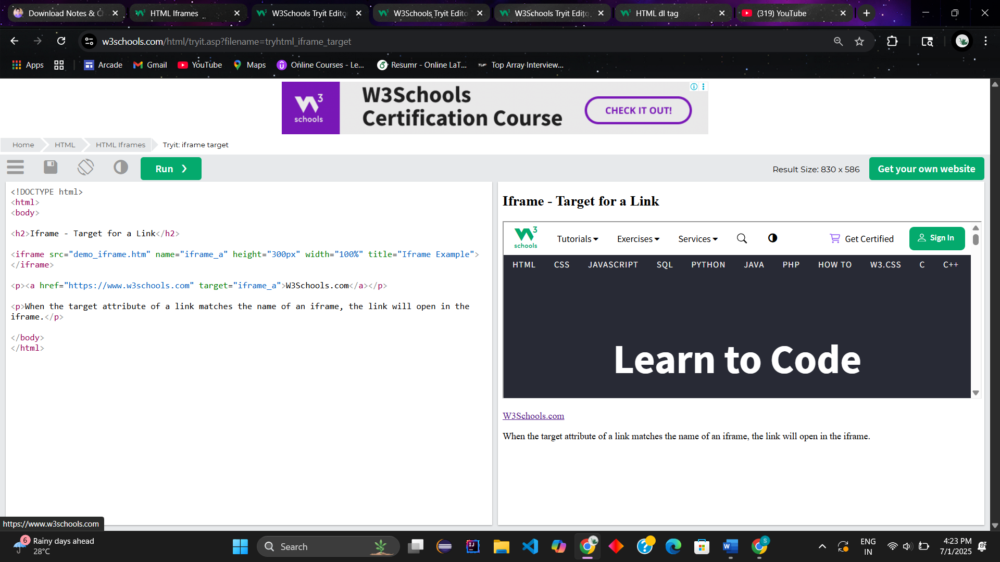 Download Notes & Ch
HTML Iframes
W3Schools Tryit Edito
W3Schools Tryit Edito
W3Schools Tryit Edito
HTML dl tag
(319) YouTube
w3schools.com/html/tryit.asp?filename=tryhtml_iframe_target
Apps
Arcade
Gmail
YouTube
Maps
Online Courses - Le...
Resumr - Online LaT...
TUF Top Array Interview...
W3 schools
W3Schools
Certification Course
CHECK IT OUT!
Home
HTML
HTML Iframes
Tryit: iframe target
Run ❯
Result Size: 830 x 586
Get your own website
<!DOCTYPE html>
<html>
<body>
<h2>Iframe - Target for a Link</h2>
<iframe src="demo_iframe.htm" name="iframe_a" height="300px" width="100%" title="Iframe Example">
</iframe>
<p><a href="https://www.w3schools.com" target="iframe_a">W3Schools.com</a></p>
<p>When the target attribute of a link matches the name of an iframe, the link will open in the
iframe.</p>
</body>
</html>
Iframe - Target for a Link
W3 schools
Tutorials
Exercises
Services
Get Certified
Sign In
HTML
CSS
JAVASCRIPT
SQL
PYTHON
JAVA
PHP
HOW TO
W3.CSS
C
C++
Learn to Code
W3Schools.com
When the target attribute of a link matches the name of an iframe, the link will open in the iframe.
https://www.w3schools.com
6
Rainy days ahead
28°C
Search
IJ
W
S
ENG
IN
4:23 PM
7/1/2025